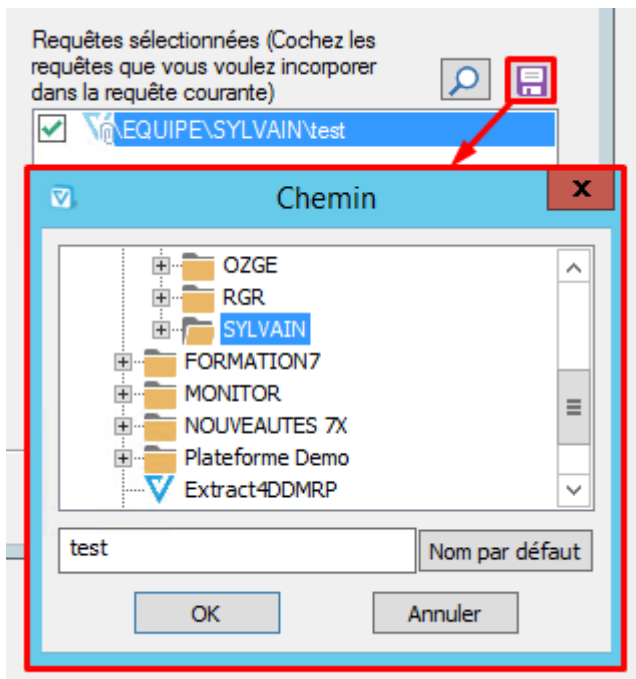 Requêtes sélectionnées (Cochez les
requêtes que vous voulez incorporer
dans la requête courante)
\EQUIPE\SYLVAIN\test
Chemin
x
OZGE
RGR
SYLVAIN
FORMATION7
MONITOR
NOUVEAUTES 7X
Plateforme Demo
Extract4DDMRP
test
Nom par défaut
OK
Annuler